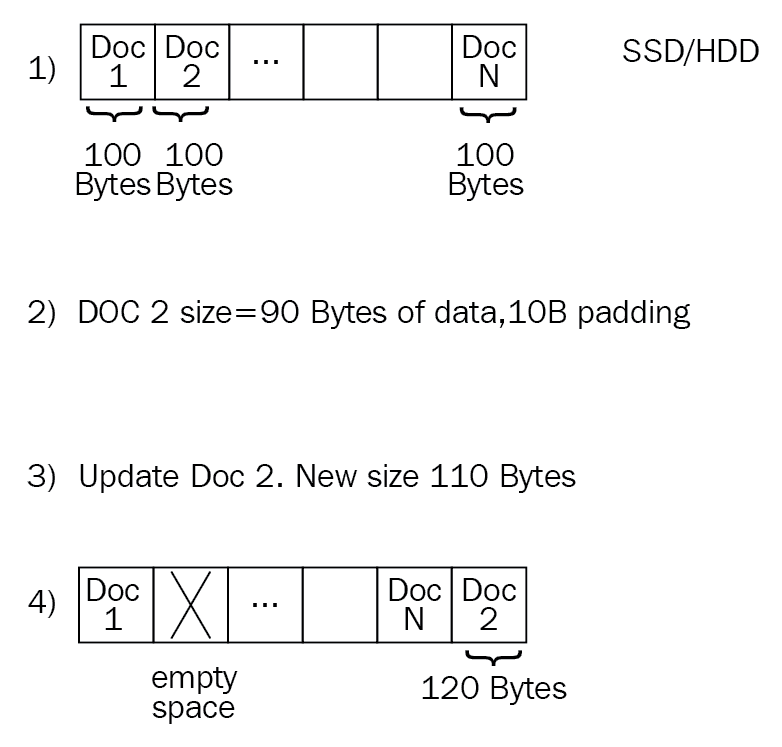 1)
Doc 1
Doc 2
...
Doc N
SSD/HDD
100 Bytes
100 Bytes
100 Bytes
2) DOC 2 size=90 Bytes of data,10B padding
3) Update Doc 2. New size 110 Bytes
4)
Doc 1
...
Doc N
Doc 2
empty space
120 Bytes